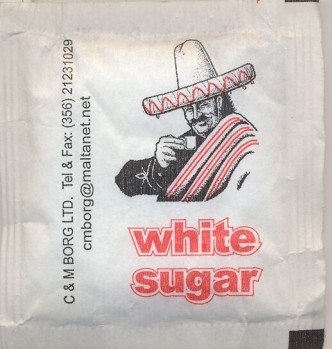 C & M BORG LTD. Tel & Fax: (356) 21231029
cmborg@maltanet.net
white
sugar